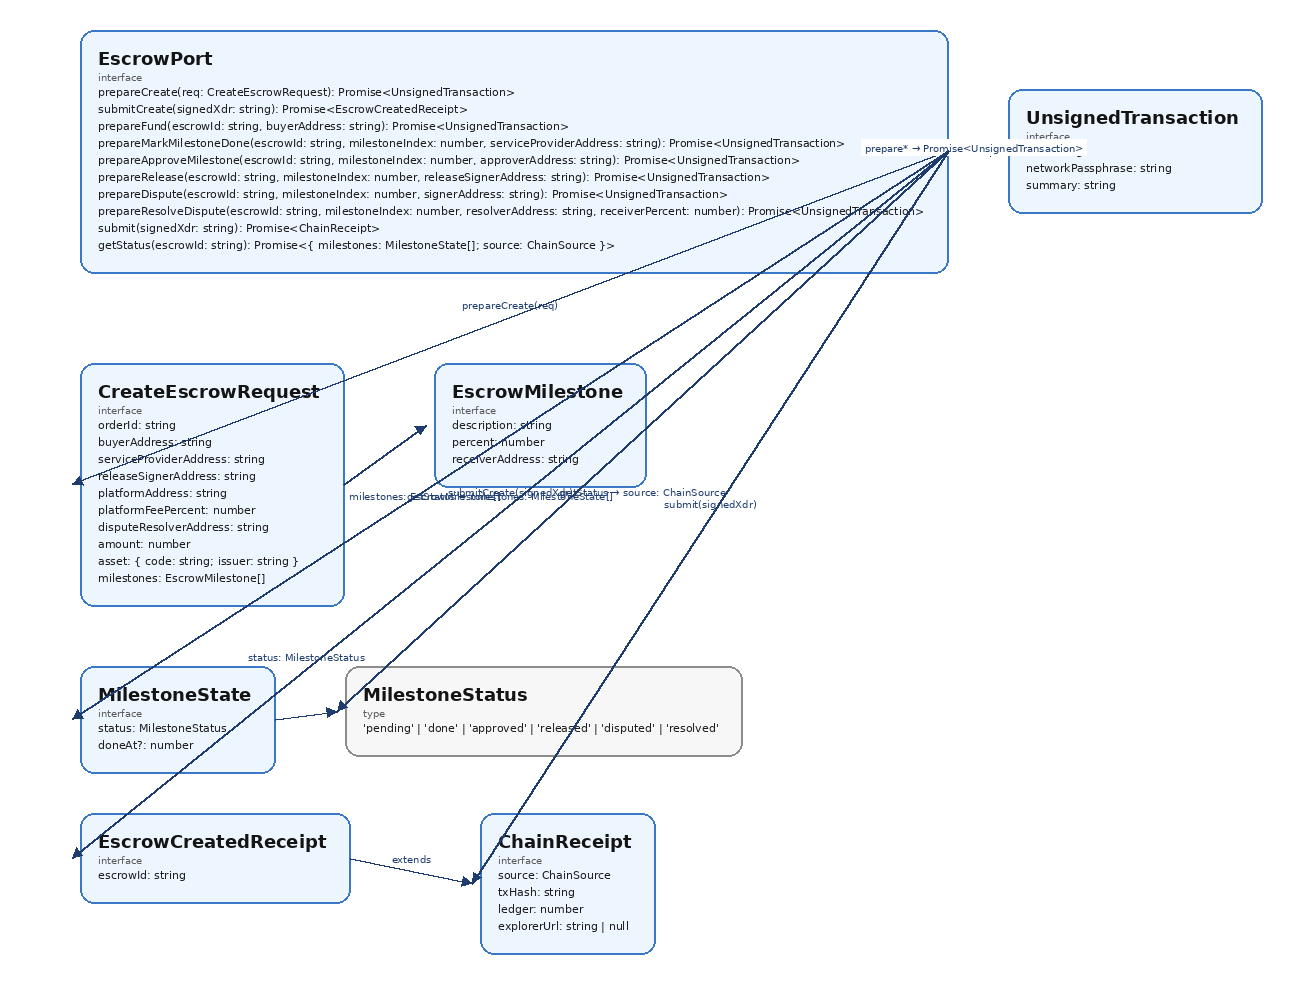 EscrowPort
interface
prepareCreate(req: CreateEscrowRequest): Promise<UnsignedTransaction>
submitCreate(signedXdr: string): Promise<EscrowCreatedReceipt>
prepareFund(escrowId: string, buyerAddress: string): Promise<UnsignedTransaction>
prepareMarkMilestoneDone(escrowId: string, milestoneIndex: number, serviceProviderAddress: string): Promise<UnsignedTransaction>
prepareApproveMilestone(escrowId: string, milestoneIndex: number, approverAddress: string): Promise<UnsignedTransaction>
prepareRelease(escrowId: string, milestoneIndex: number, releaseSignerAddress: string): Promise<UnsignedTransaction>
prepareDispute(escrowId: string, milestoneIndex: number, signerAddress: string): Promise<UnsignedTransaction>
prepareResolveDispute(escrowId: string, milestoneIndex: number, resolverAddress: string, receiverPercent: number): Promise<UnsignedTransaction>
submit(signedXdr: string): Promise<ChainReceipt>
getStatus(escrowId: string): Promise<{ milestones: MilestoneState[]; source: ChainSource }>
UnsignedTransaction
interface
prepare* → Promise<UnsignedTransaction>
networkPassphrase: string
summary: string
prepareCreate(req)
CreateEscrowRequest
interface
orderId: string
buyerAddress: string
serviceProviderAddress: string
releaseSignerAddress: string
platformAddress: string
platformFeePercent: number
disputeResolverAddress: string
amount: number
asset: { code: string; issuer: string }
milestones: EscrowMilestone[]
EscrowMilestone
interface
description: string
percent: number
receiverAddress: string
submitCreate(signedXdr)
→ source: ChainSource
milestones:
MilestoneState[]
submit(signedXdr)
status: MilestoneStatus
MilestoneState
interface
status: MilestoneStatus
doneAt?: number
MilestoneStatus
type
'pending' | 'done' | 'approved' | 'released' | 'disputed' | 'resolved'
EscrowCreatedReceipt
interface
escrowId: string
extends
ChainReceipt
interface
source: ChainSource
txHash: string
ledger: number
explorerUrl: string | null